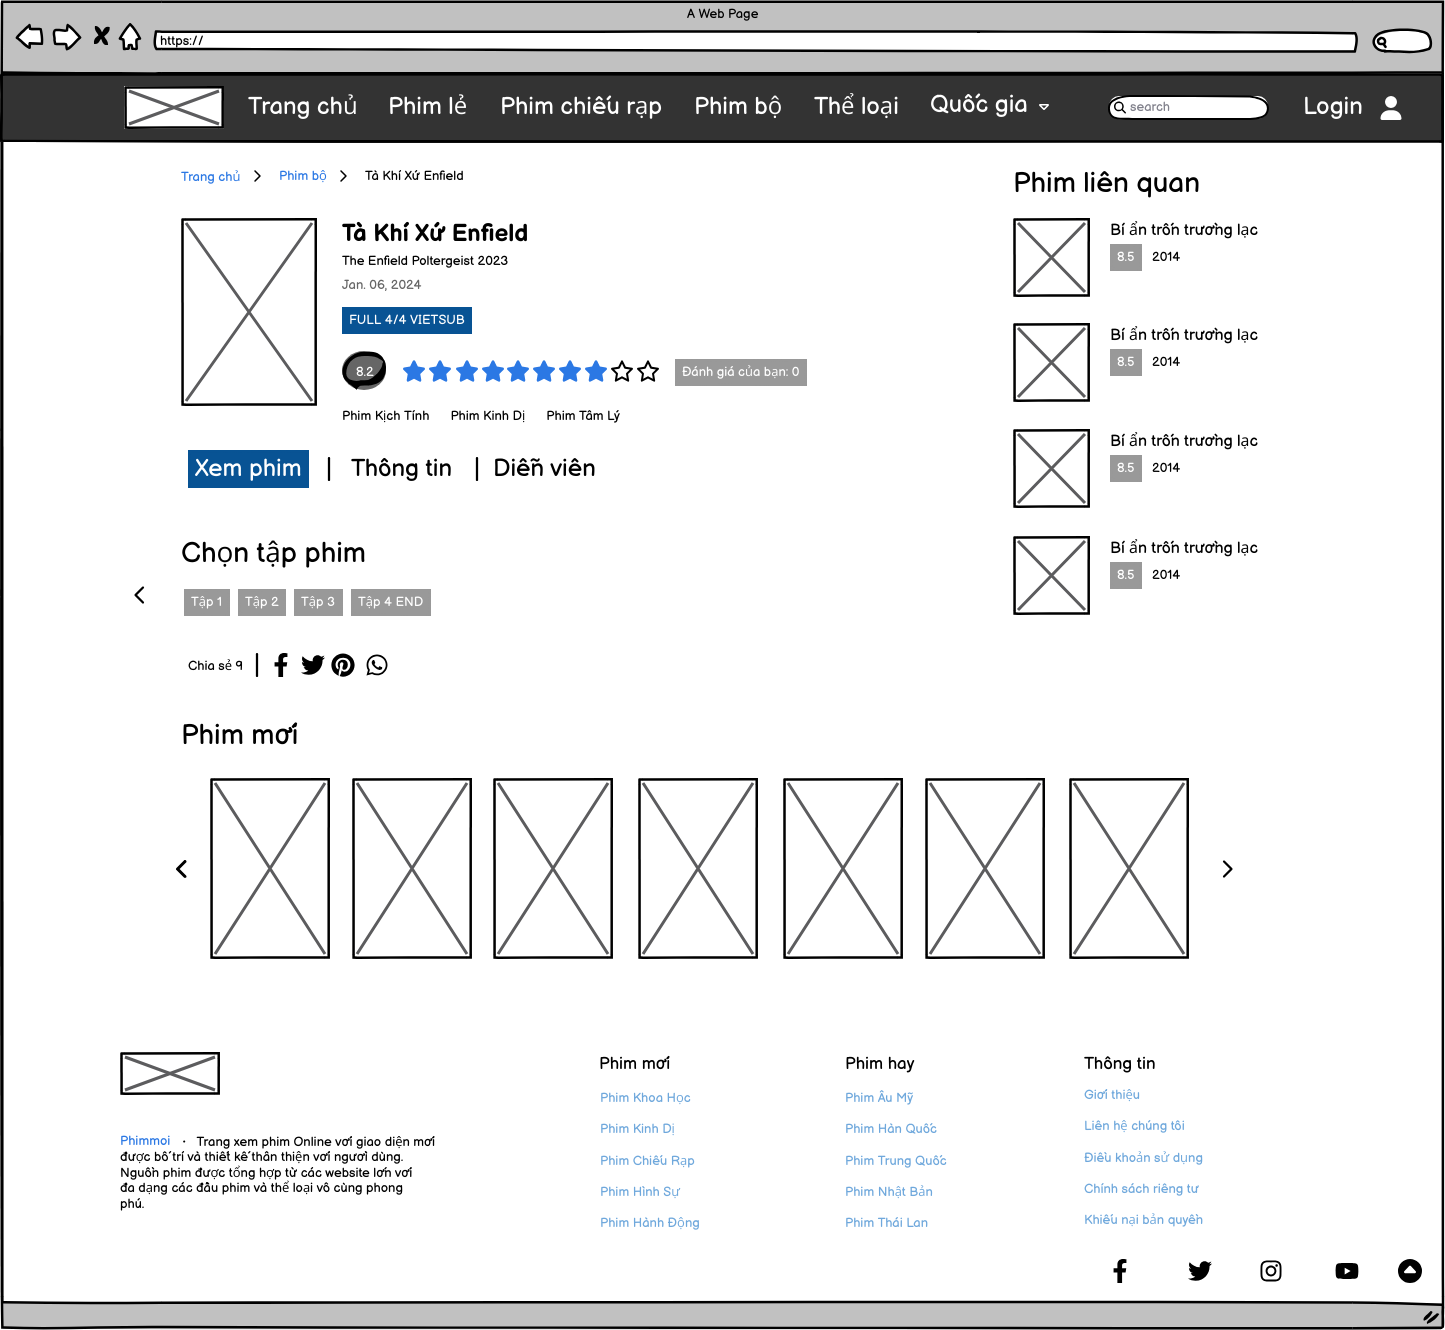 A Web Page
https://
Trang chủ Phim lẻ Phim chiếu rạp Phim bộ Thể loại Quốc gia search Login
Trang chủ Phim bộ Tà Khí Xứ Enfield
Tà Khí Xứ Enfield
The Enfield Poltergeist 2023
Jan. 06, 2024
FULL 4/4 VIETSUB
8.2 Đánh giá của bạn: 0
Phim Kịch Tính Phim Kinh Dị Phim Tâm Lý
Xem phim | Thông tin | Diễn viên
Chọn tập phim
Tập 1 Tập 2 Tập 3 Tập 4 END
Chia sẻ 9
Phim liên quan
Bí ẩn trốn trường lạc
8.5 2014
Bí ẩn trốn trường lạc
8.5 2014
Bí ẩn trốn trường lạc
8.5 2014
Bí ẩn trốn trường lạc
8.5 2014
Phim mới
Phimmoi · Trang xem phim Online với giao diện mới
được bố trí và thiết kế thân thiện với người dùng.
Nguồn phim được tổng hợp từ các website lớn với
đa dạng các đầu phim và thể loại vô cùng phong
phú.
Phim mới
Phim Khoa Học
Phim Kinh Dị
Phim Chiếu Rạp
Phim Hình Sự
Phim Hành Động
Phim hay
Phim Âu Mỹ
Phim Hàn Quốc
Phim Trung Quốc
Phim Nhật Bản
Phim Thái Lan
Thông tin
Giới thiệu
Liên hệ chúng tôi
Điều khoản sử dụng
Chính sách riêng tư
Khiếu nại bản quyền